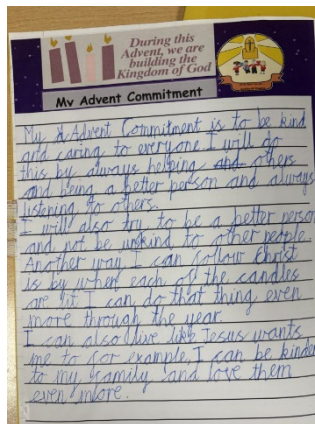 During this
Advent, we are
building the
Kingdom of God
My Advent Commitment
My Advent Commitment is to be kind
and caring to everyone. I will do
this by always helping others
and being a better person and always
listening to others.
I will also try to be a better person
and not be unkind to other people.
Another way I can follow Christ
is by when each of the candles
are lit I can do that thing even
more through the year.
I can also live like Jesus wants
me to for example, I can be kinder
to my family and love them
even more.